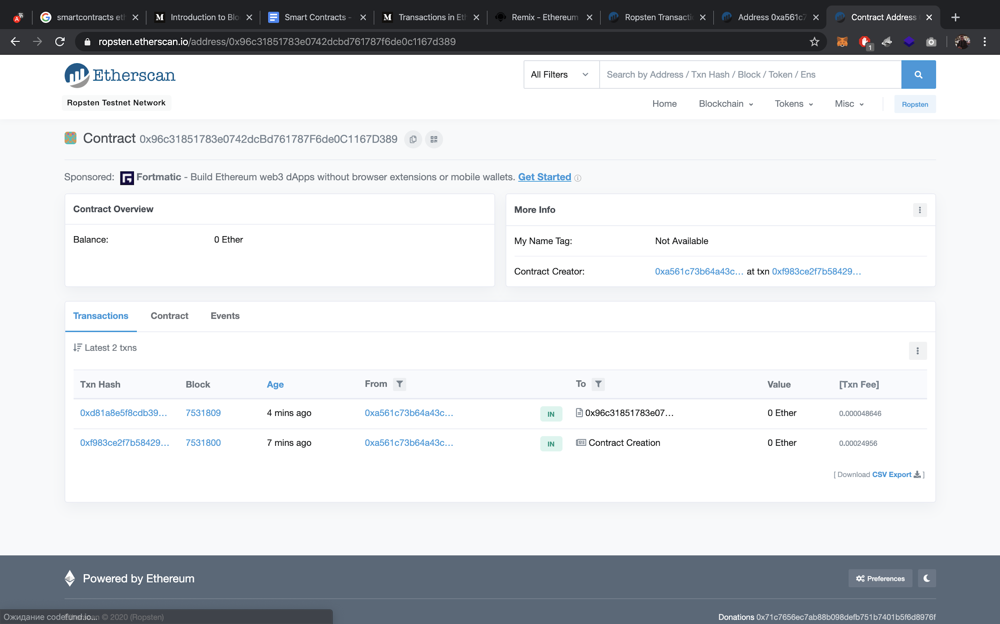 smartcontracts eth
Introduction to Blo
Smart Contracts -
Transactions in Eth
Remix - Ethereum
Ropsten Transactio
Address 0xa561c7
Contract Address
ropsten.etherscan.io/address/0x96c31851783e0742dcbd761787f6de0c1167d389
1
Etherscan
All Filters
Search by Address / Txn Hash / Block / Token / Ens
Ropsten Testnet Network
Home Blockchain Tokens Misc Ropsten
Contract 0x96c31851783e0742dcBd761787F6de0C1167D389
Sponsored: Fortmatic - Build Ethereum web3 dApps without browser extensions or mobile wallets. Get Started
Contract Overview
Balance: 0 Ether
More Info
My Name Tag: Not Available
Contract Creator: 0xa561c73b64a43c... at txn 0xf983ce2f7b58429...
Transactions Contract Events
Latest 2 txns
Txn Hash Block Age From To Value [Txn Fee]
0xd81a8e5f8cdb39... 7531809 4 mins ago 0xa561c73b64a43c... IN 0x96c31851783e07... 0 Ether 0.000048646
0xf983ce2f7b58429... 7531800 7 mins ago 0xa561c73b64a43c... IN Contract Creation 0 Ether 0.00024956
[ Download CSV Export ]
Powered by Ethereum
Preferences
Ожидание codefund.io...
Etherscan © 2020 (Ropsten)
Donations 0x71c7656ec7ab88b098defb751b7401b5f6d8976f